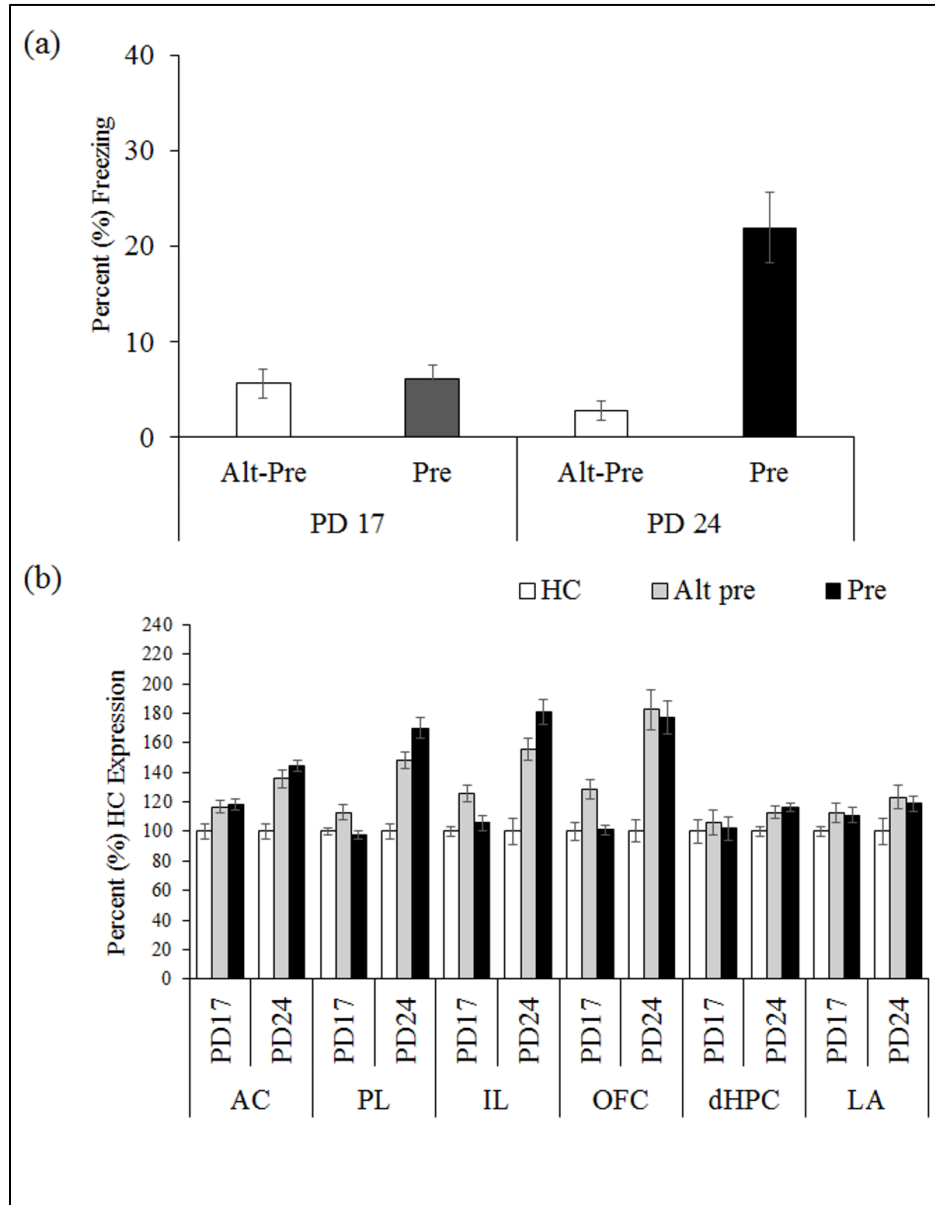 (a)
Percent (%) Freezing
40
30
20
10
0
Alt-Pre Pre Alt-Pre Pre
PD 17 PD 24
(b)
HC Alt pre Pre
Percent (%) HC Expression
240
220
200
180
160
140
120
100
80
60
40
20
0
PD17 PD24 PD17 PD24 PD17 PD24 PD17 PD24 PD17 PD24 PD17 PD24
AC PL IL OFC dHPC LA